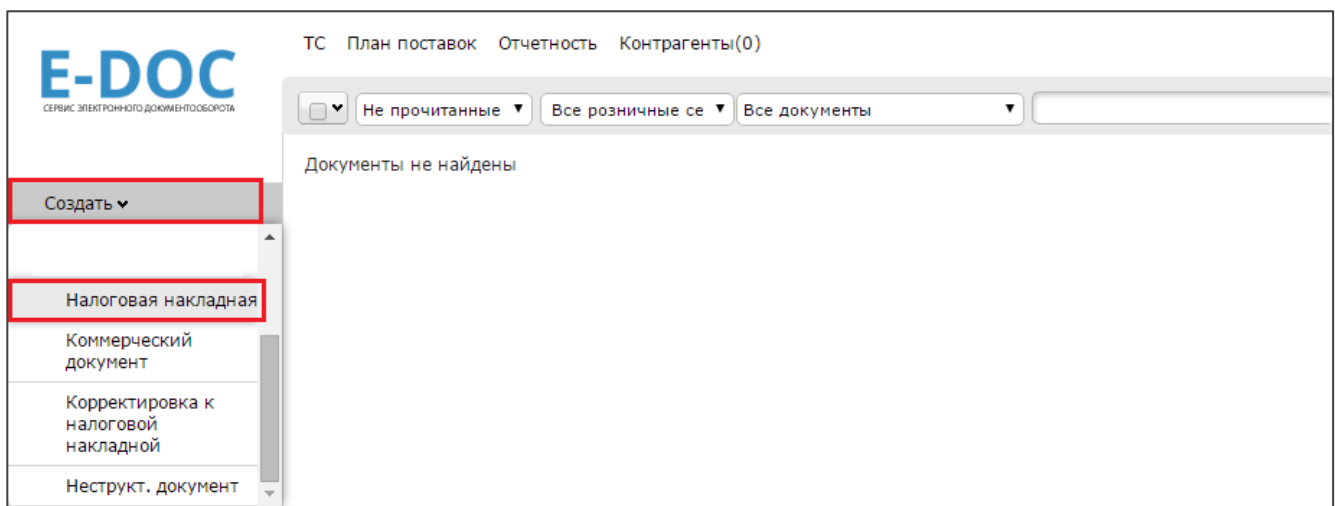 E-DOC
СЕРВИС ЭЛЕКТРОННОГО ДОКУМЕНТООБОРОТА
ТС План поставок Отчетность Контрагенты(0)
Не прочитанные Все розничные се Все документы
Документы не найдены
Создать
Налоговая накладная
Коммерческий
документ
Корректировка к
налоговой
накладной
Неструкт. документ